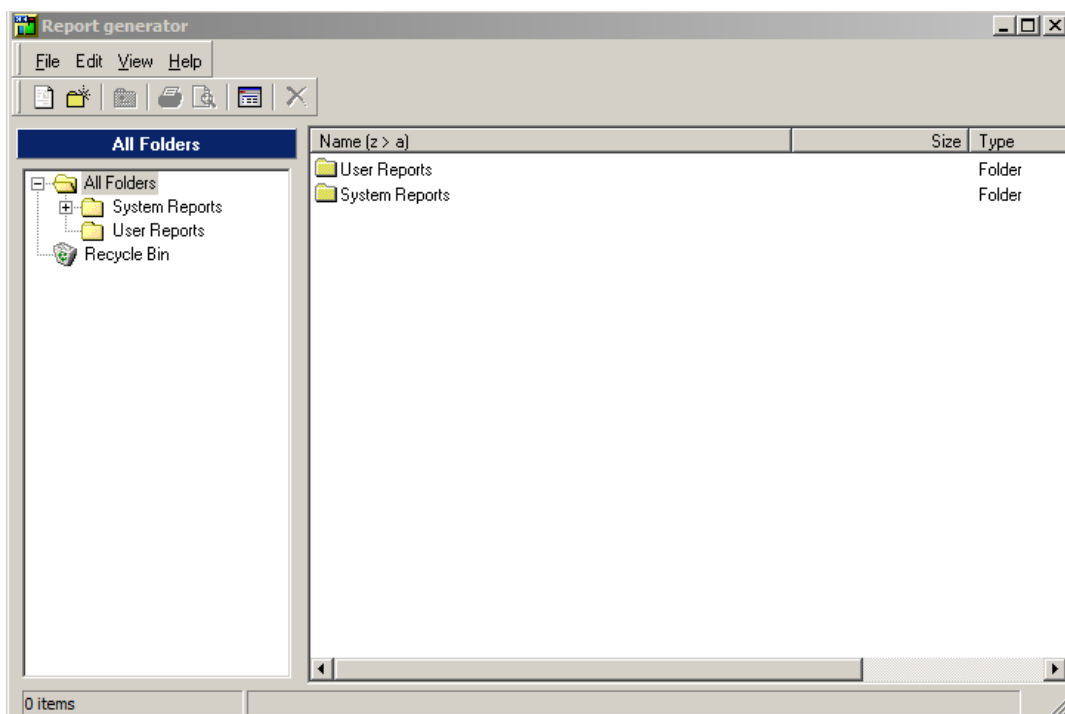 Report generator
File Edit View Help
All Folders
Name (z > a) Size Type
All Folders
System Reports
User Reports
Recycle Bin
User Reports Folder
System Reports Folder
0 items